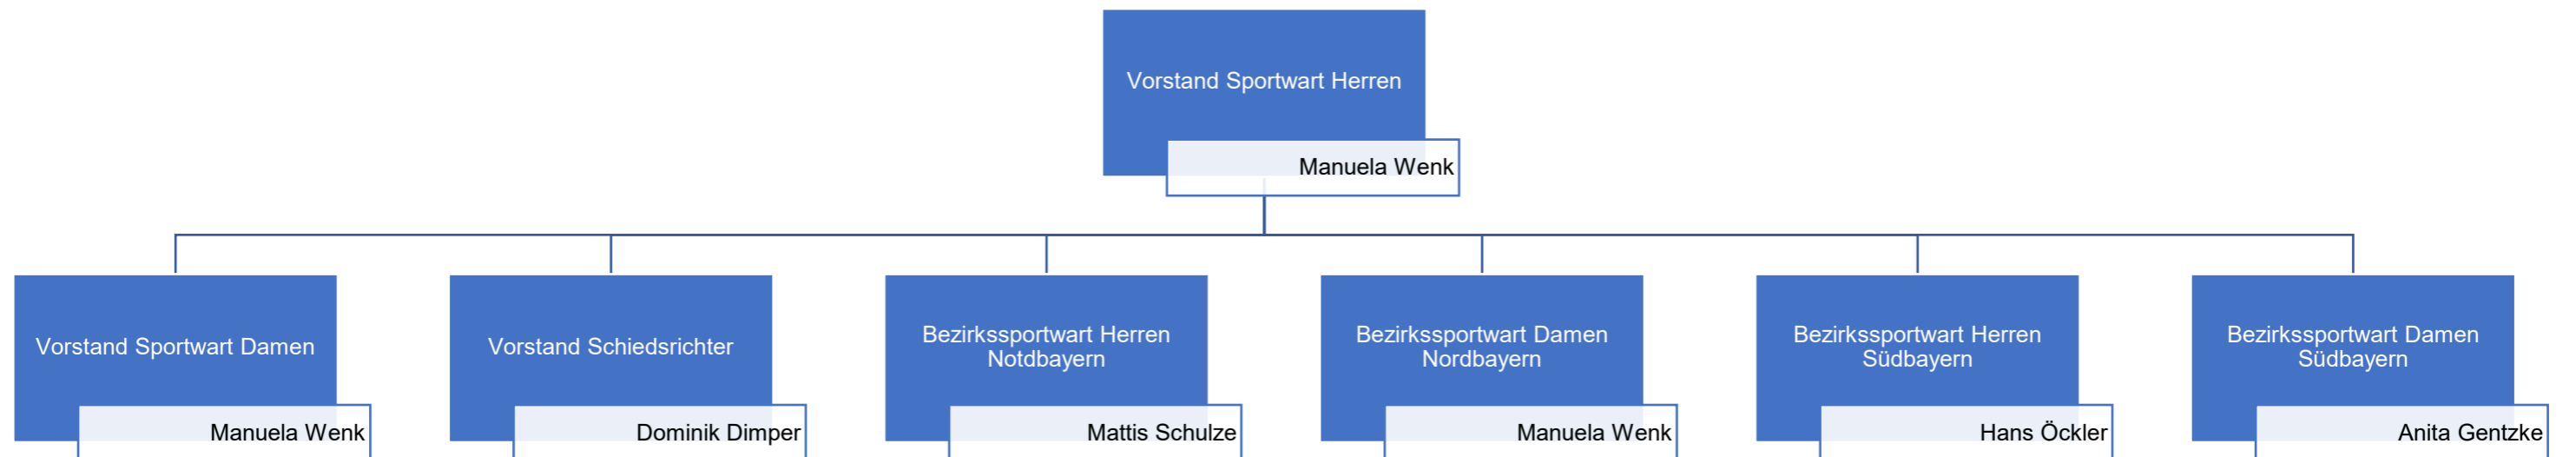 Vorstand Sportwart Herren
Manuela Wenk
Vorstand Sportwart Damen
Manuela Wenk
Vorstand Schiedsrichter
Dominik Dimper
Bezirkssportwart Herren
Notdbayern
Mattis Schulze
Bezirkssportwart Damen
Nordbayern
Manuela Wenk
Bezirkssportwart Herren
Südbayern
Hans Öckler
Bezirkssportwart Damen
Südbayern
Anita Gentzke